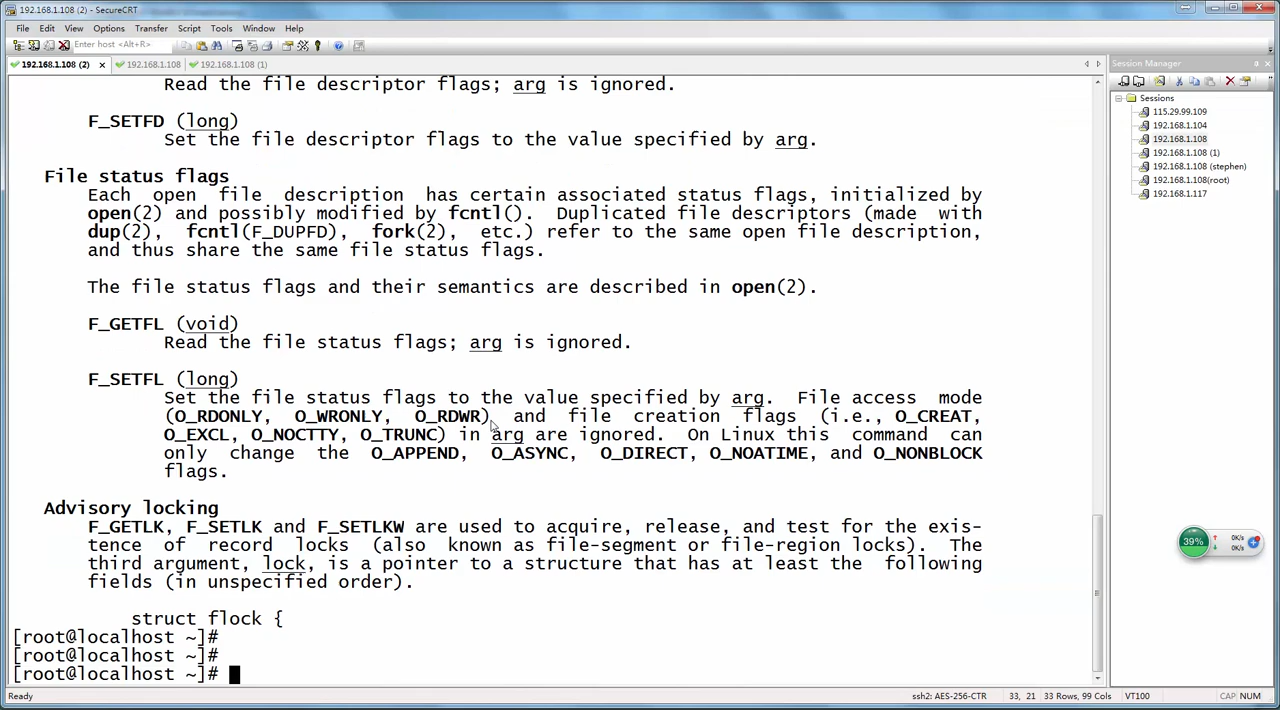 192.168.1.108 (2) - SecureCRT
File Edit View Options Transfer Script Tools Window Help
Enter host <Alt+R>
192.168.1.108 (2) 192.168.1.108 192.168.1.108 (1)
Read the file descriptor flags; arg is ignored.
F_SETFD (long)
Set the file descriptor flags to the value specified by arg.
File status flags
Each open file description has certain associated status flags, initialized by
open(2) and possibly modified by fcntl(). Duplicated file descriptors (made with
dup(2), fcntl(F_DUPFD), fork(2), etc.) refer to the same open file description,
and thus share the same file status flags.
The file status flags and their semantics are described in open(2).
F_GETFL (void)
Read the file status flags; arg is ignored.
F_SETFL (long)
Set the file status flags to the value specified by arg. File access mode
(O_RDONLY, O_WRONLY, O_RDWR) and file creation flags (i.e., O_CREAT,
O_EXCL, O_NOCTTY, O_TRUNC) in arg are ignored. On Linux this command can
only change the O_APPEND, O_ASYNC, O_DIRECT, O_NOATIME, and O_NONBLOCK
flags.
Advisory locking
F_GETLK, F_SETLK and F_SETLKW are used to acquire, release, and test for the exis-
tence of record locks (also known as file-segment or file-region locks). The
third argument, lock, is a pointer to a structure that has at least the following
fields (in unspecified order).
struct flock {
[root@localhost ~]#
[root@localhost ~]#
[root@localhost ~]#
Session Manager
Sessions
115.29.99.109
192.168.1.104
192.168.1.108
192.168.1.108 (1)
192.168.1.108 (stephen)
192.168.1.108(root)
192.168.1.117
39%
0K/s
0K/s
Ready ssh2: AES-256-CTR 33, 21 33 Rows, 99 Cols VT100 CAP NUM